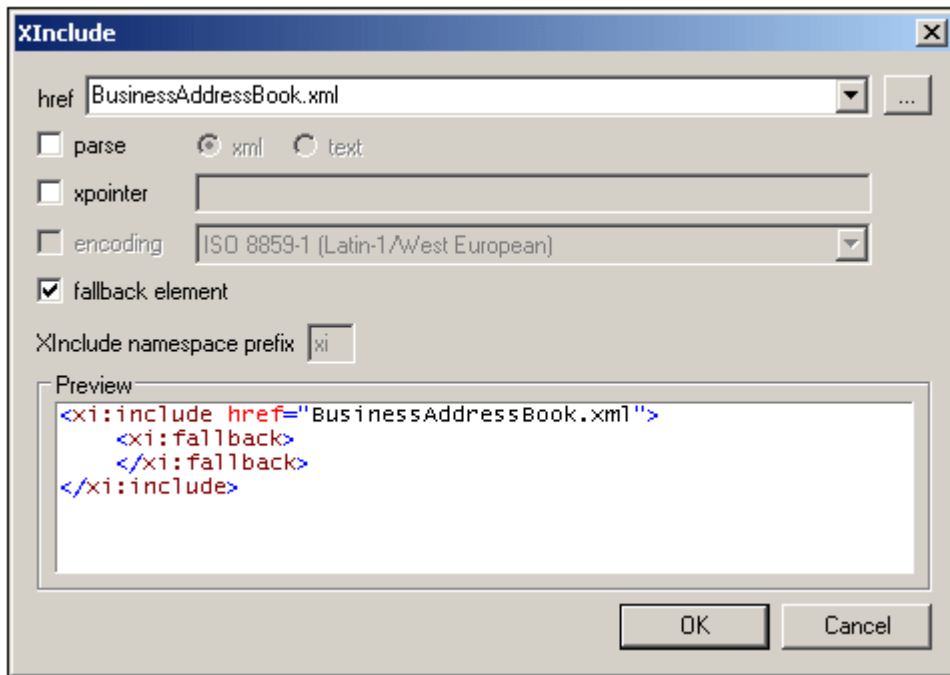 XInclude
href BusinessAddressBook.xml ...
parse xml text
xpointer
encoding ISO 8859-1 (Latin-1/West European)
fallback element
XInclude namespace prefix xi
Preview
<xi:include href="BusinessAddressBook.xml">
    <xi:fallback>
    </xi:fallback>
</xi:include>
OK Cancel